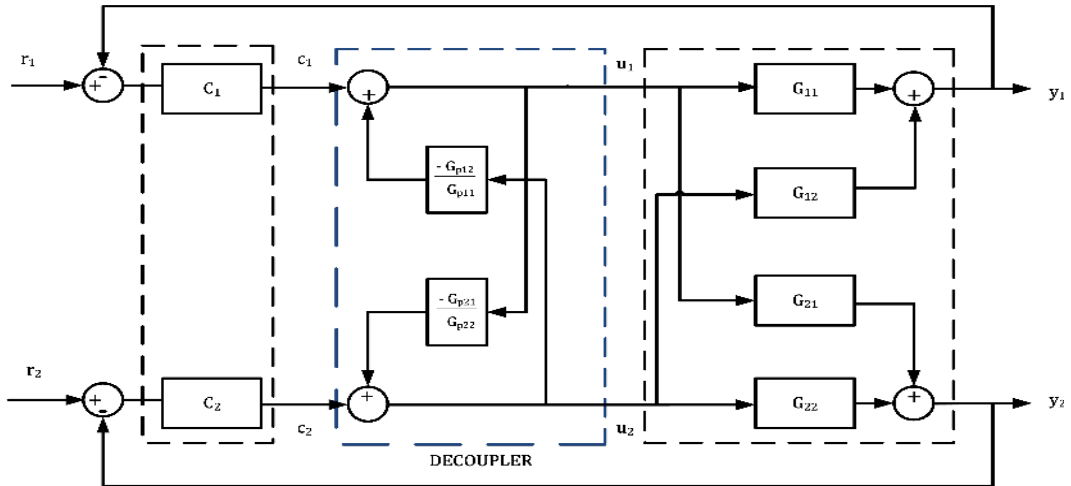 r₁
C₁
c₁
u₁
G₁₁
y₁
- Gₚ₁₂
Gₚ₁₁
G₁₂
- Gₚ₂₁
Gₚ₂₂
G₂₁
r₂
C₂
c₂
u₂
G₂₂
y₂
DECOUPLER